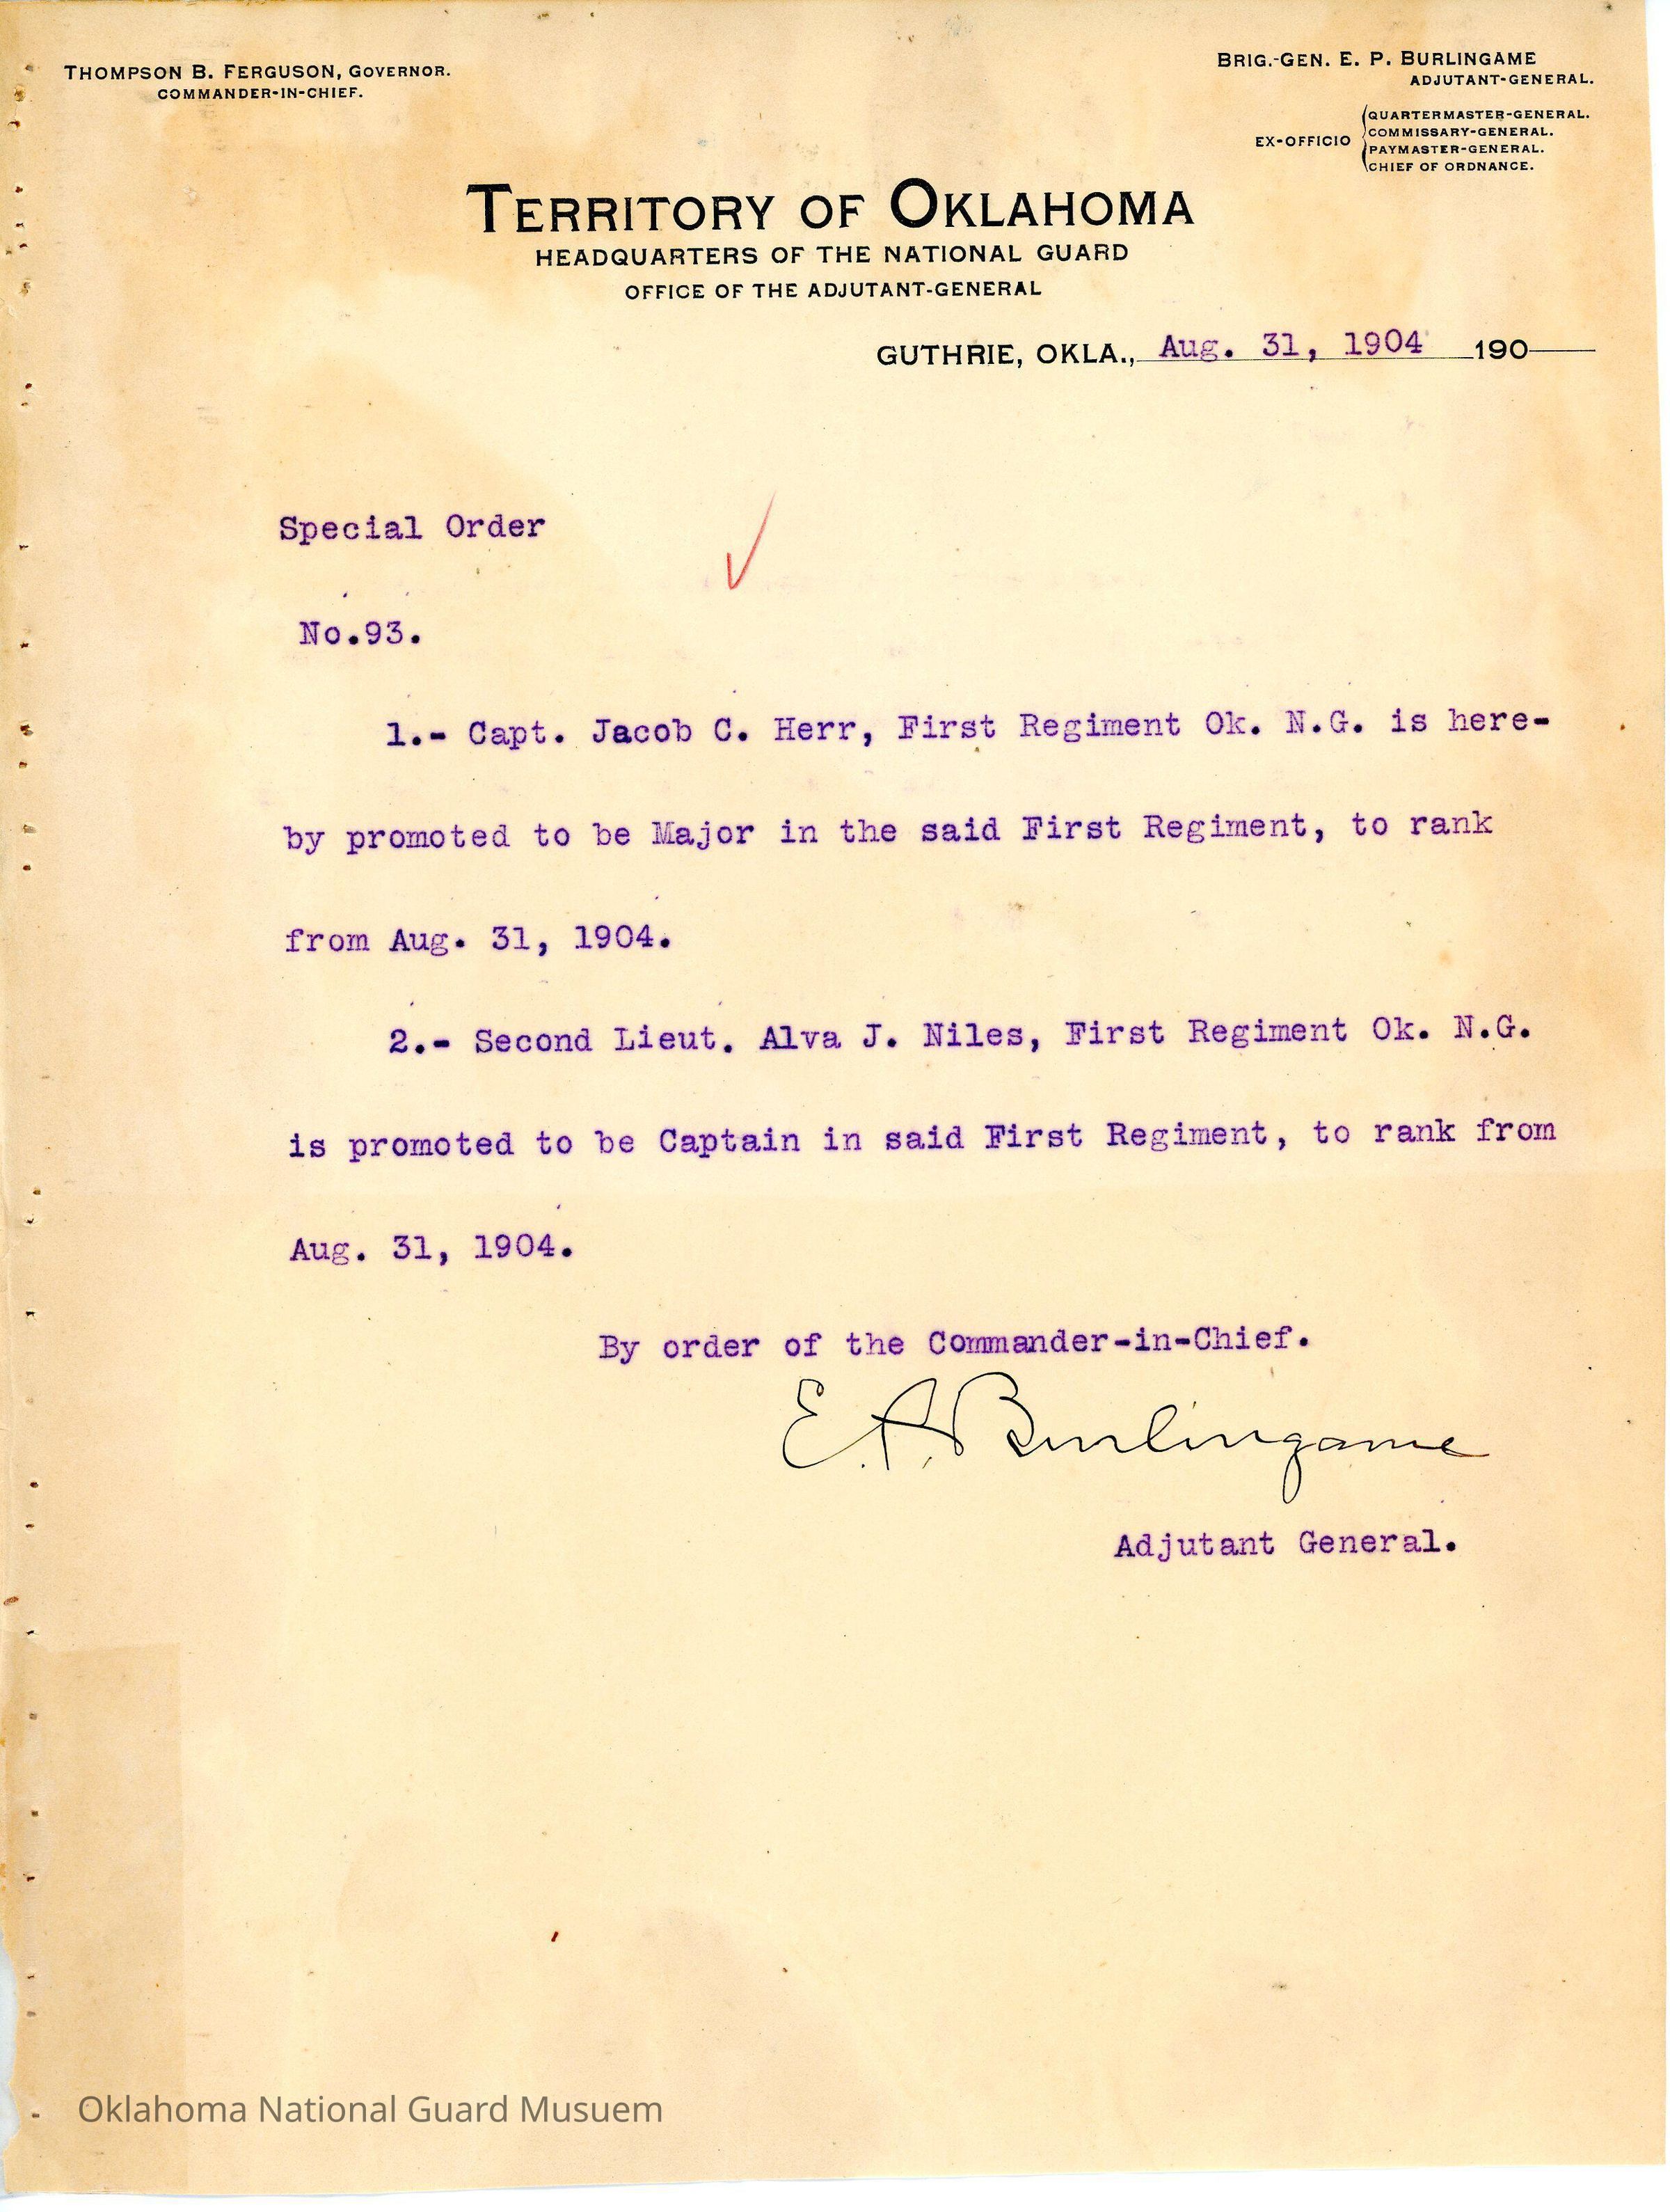 THOMPSON B. FERGUSON, GOVERNOR.
COMMANDER-IN-CHIEF.
BRIG.-GEN. E. P. BURLINGAME
ADJUTANT-GENERAL.
EX-OFFICIO
QUARTERMASTER-GENERAL.
COMMISSARY-GENERAL.
PAYMASTER-GENERAL.
CHIEF OF ORDNANCE.
TERRITORY OF OKLAHOMA
HEADQUARTERS OF THE NATIONAL GUARD
OFFICE OF THE ADJUTANT-GENERAL
GUTHRIE, OKLA., Aug. 31, 1904 190
Special Order
No.93.
1.- Capt. Jacob C. Herr, First Regiment Ok. N.G. is here-
by promoted to be Major in the said First Regiment, to rank
from Aug. 31, 1904.
2.- Second Lieut. Alva J. Niles, First Regiment Ok. N.G.
is promoted to be Captain in said First Regiment, to rank from
Aug. 31, 1904.
By order of the Commander-in-Chief.
E. P. Burlingame
Adjutant General.
Oklahoma National Guard Musuem